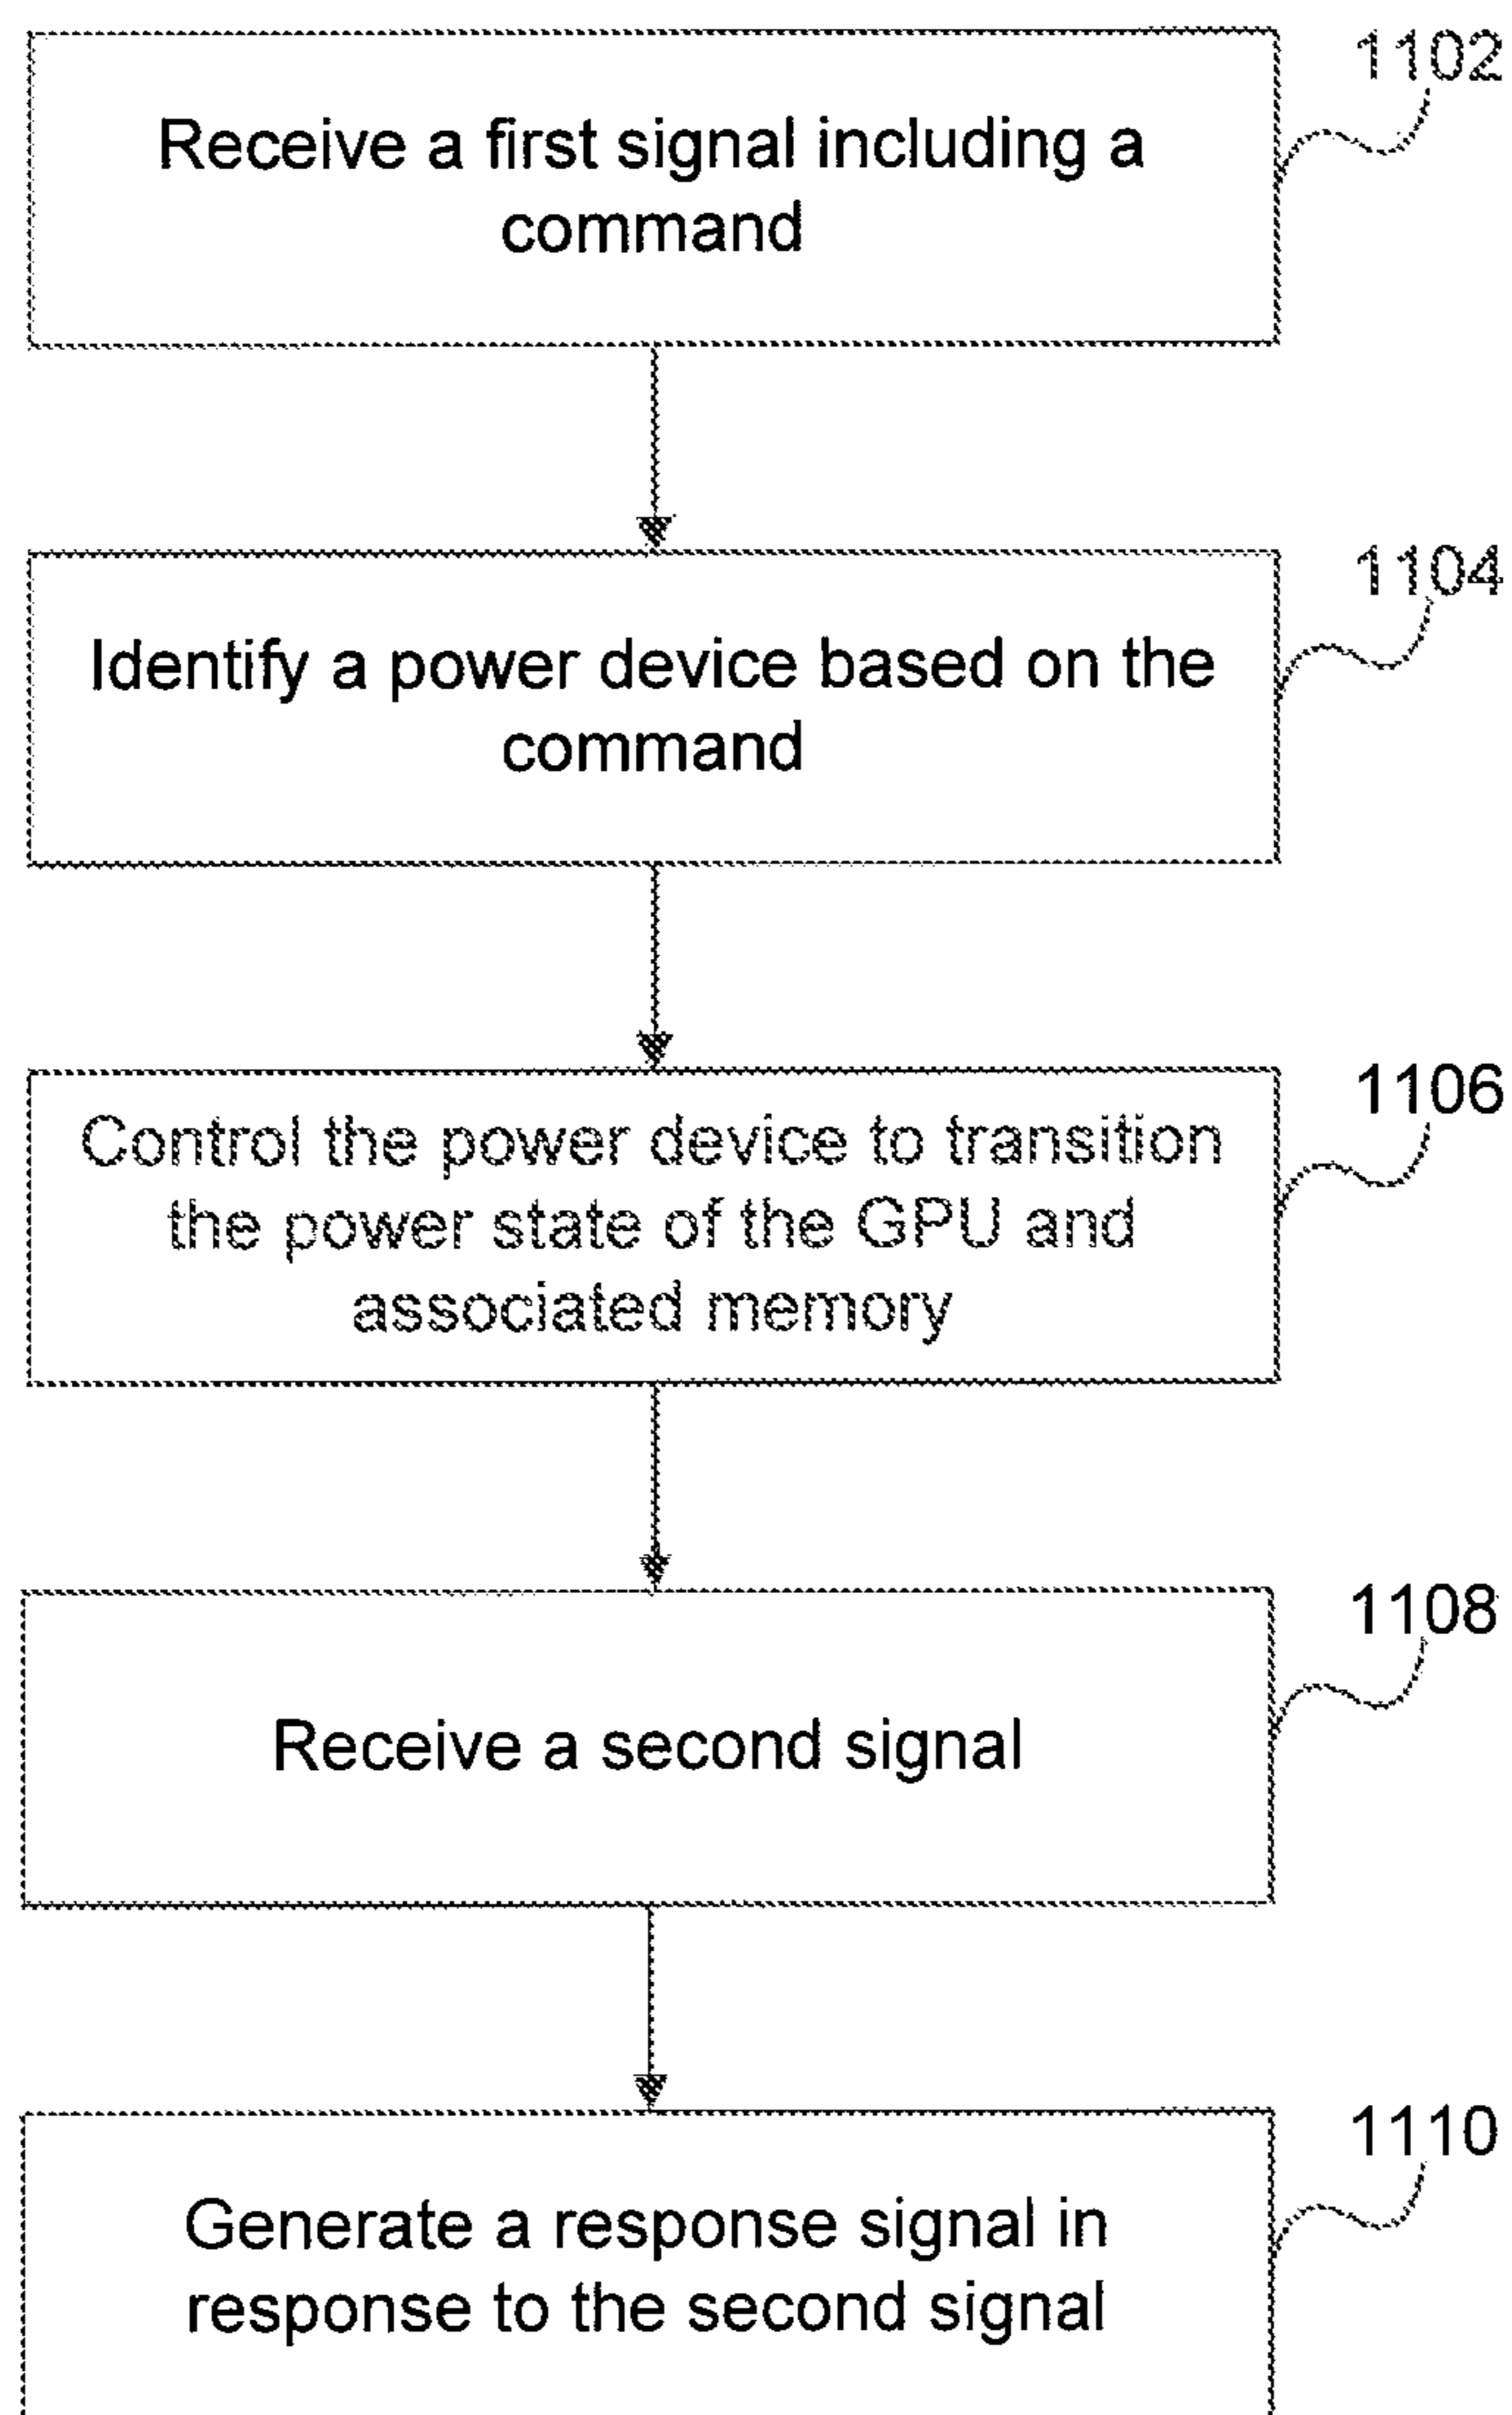 1102
Receive a first signal including a
command
1104
Identify a power device based on the
command
1106
Control the power device to transition
the power state of the GPU and
associated memory
1108
Receive a second signal
1110
Generate a response signal in
response to the second signal